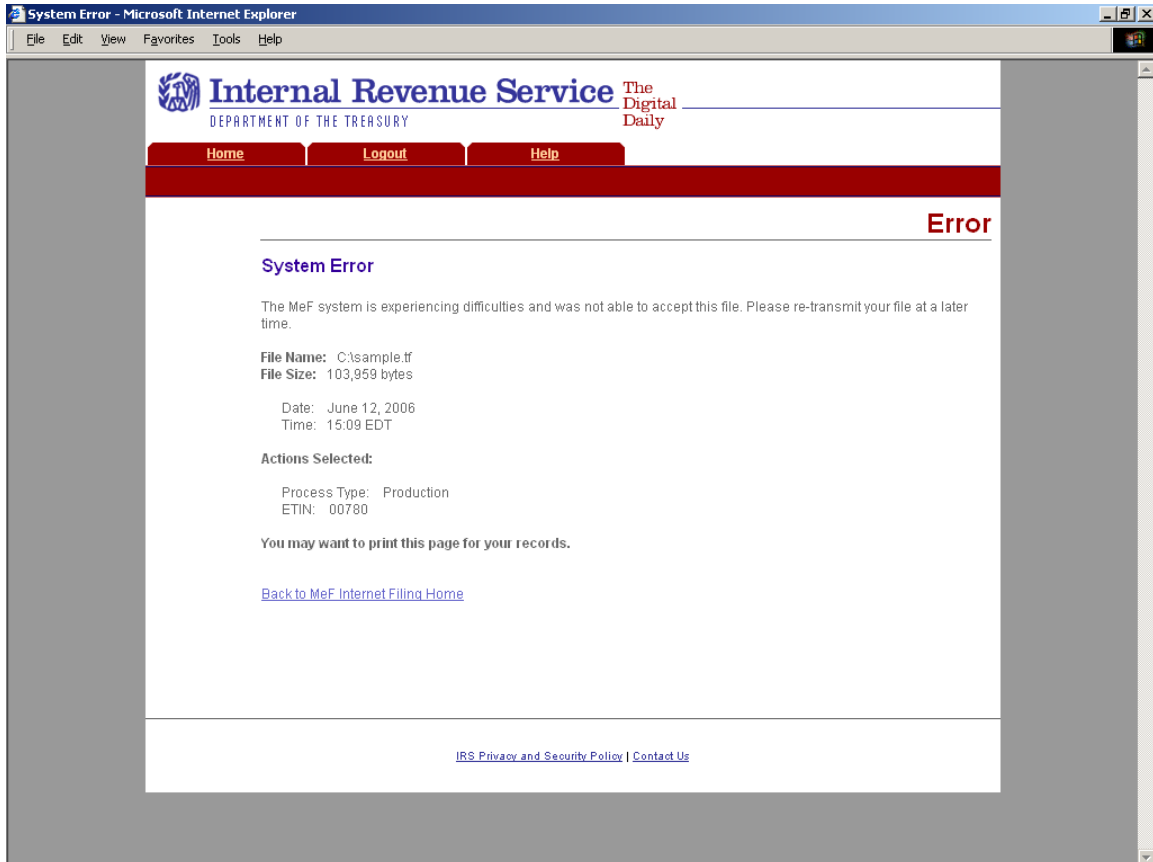 System Error - Microsoft Internet Explorer
File Edit View Favorites Tools Help
Internal Revenue Service
DEPARTMENT OF THE TREASURY
The
Digital
Daily
Home Logout Help
Error
System Error
The MeF system is experiencing difficulties and was not able to accept this file. Please re-transmit your file at a later
time.
File Name: C:\sample.tf
File Size: 103,959 bytes
Date: June 12, 2006
Time: 15:09 EDT
Actions Selected:
Process Type: Production
ETIN: 00780
You may want to print this page for your records.
Back to MeF Internet Filing Home
IRS Privacy and Security Policy | Contact Us